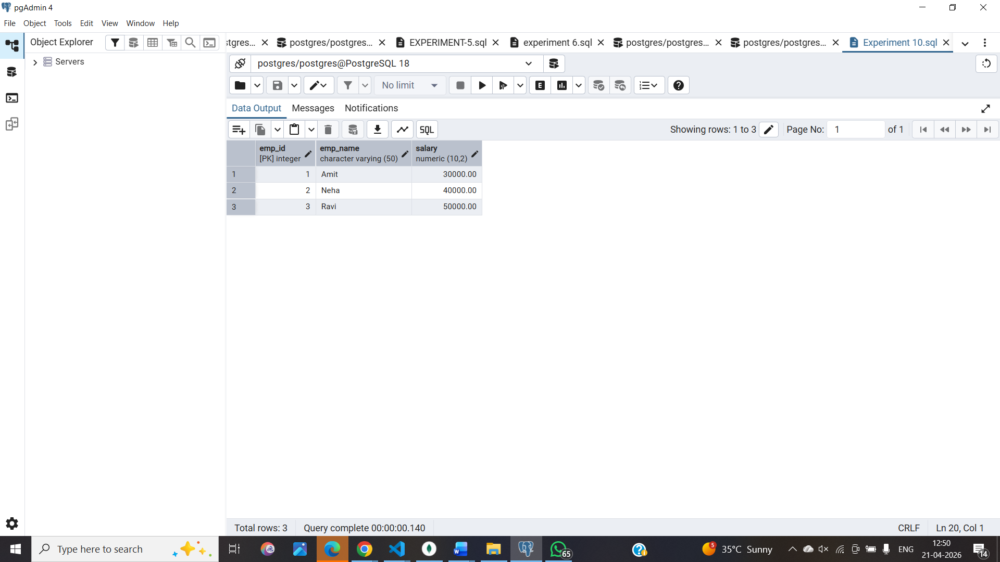 pgAdmin 4
File Object Tools Edit View Window Help
Object Explorer
stgres... postgres/postgres... EXPERIMENT-5.sql experiment 6.sql postgres/postgres... postgres/postgres... Experiment 10.sql
Servers
postgres/postgres@PostgreSQL 18
No limit
E
Data Output Messages Notifications
SQL
Showing rows: 1 to 3 Page No: 1 of 1
emp_id emp_name salary
[PK] integer character varying (50) numeric (10,2)
1 1 Amit 30000.00
2 2 Neha 40000.00
3 3 Ravi 50000.00
Total rows: 3 Query complete 00:00:00.140 CRLF Ln 20, Col 1
Type here to search
65
5
35°C Sunny
ENG
12:50
21-04-2026
14